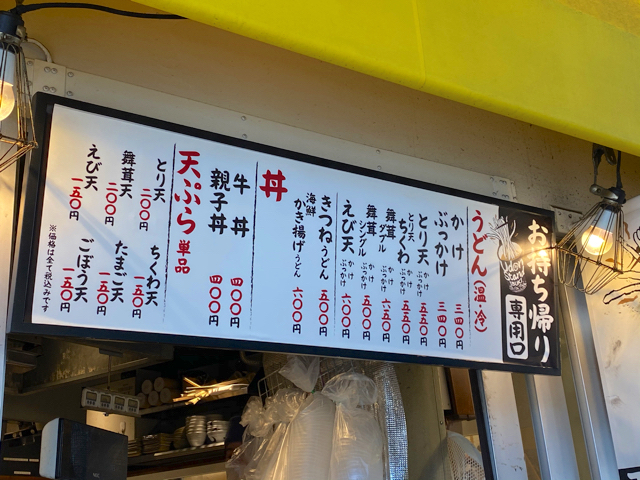 お持ち帰り
専用口
うどん(温・冷)
かけ 三四〇円
ぶっかけ 三四〇円
とり天 かけ ぶっかけ 五五〇円
とり天 ちくわ かけ ぶっかけ 五五〇円
舞茸 ダブル かけ ぶっかけ 六五〇円
舞茸 シングル かけ ぶっかけ 五〇〇円
えび天 かけ ぶっかけ 六〇〇円
きつねうどん 五〇〇円
海鮮かき揚げうどん 六〇〇円
丼
牛丼 四〇〇円
親子丼 四〇〇円
天ぷら 単品
とり天 二〇〇円
ちくわ天 一五〇円
舞茸天 二〇〇円
たまご天 一五〇円
えび天 一五〇円
ごぼう天 一五〇円
※価格は全て税込みです